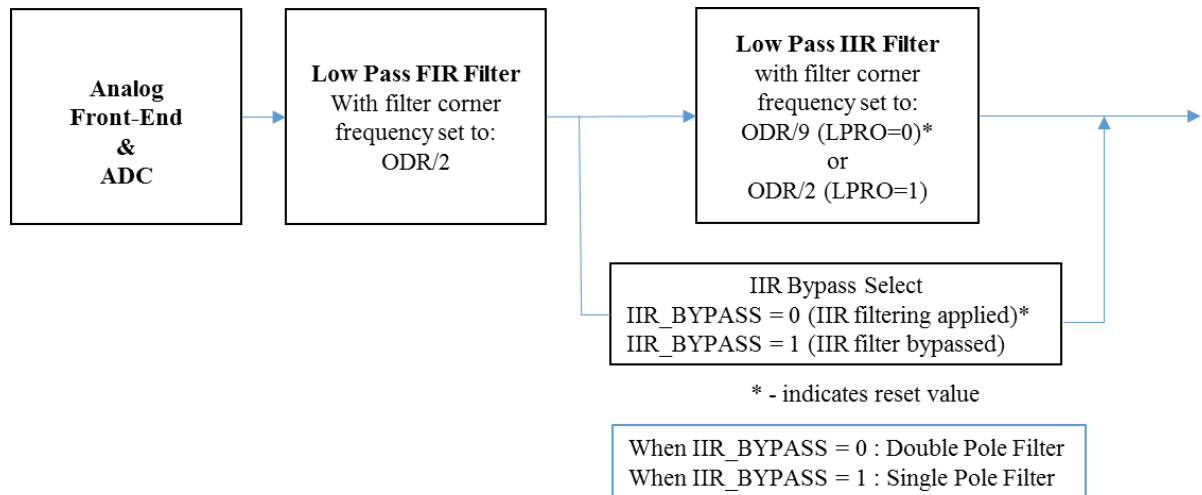 Analog
Front-End
&
ADC
Low Pass FIR Filter
With filter corner
frequency set to:
ODR/2
Low Pass IIR Filter
with filter corner
frequency set to:
ODR/9 (LPRO=0)*
or
ODR/2 (LPRO=1)
IIR Bypass Select
IIR_BYPASS = 0 (IIR filtering applied)*
IIR_BYPASS = 1 (IIR filter bypassed)
* - indicates reset value
When IIR_BYPASS = 0 : Double Pole Filter
When IIR_BYPASS = 1 : Single Pole Filter